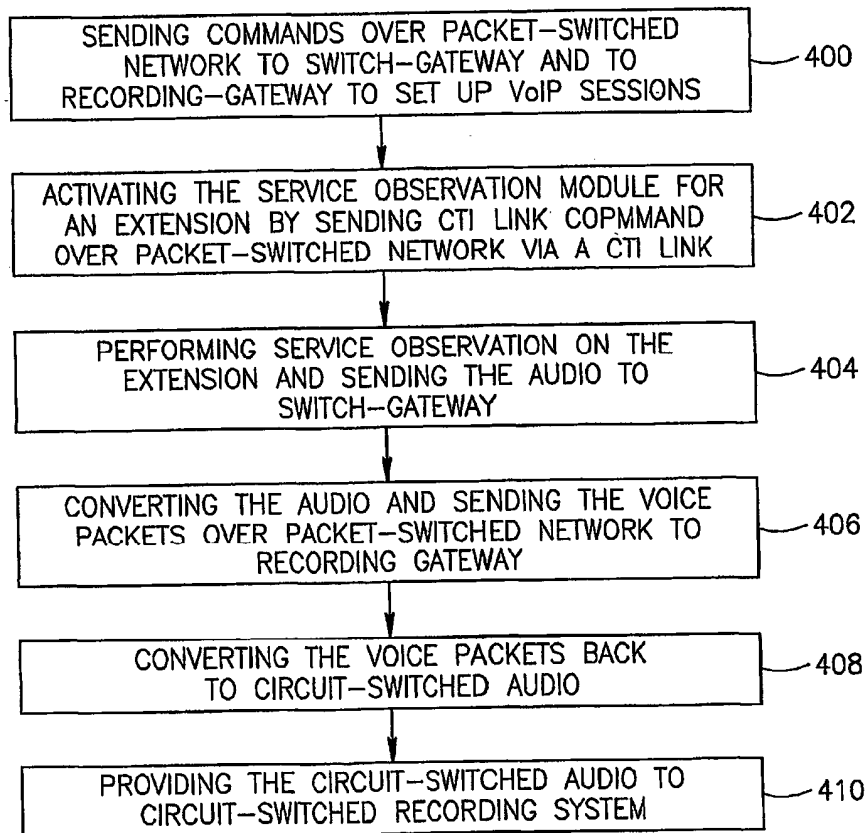 SENDING COMMANDS OVER PACKET-SWITCHED
NETWORK TO SWITCH-GATEWAY AND TO
RECORDING-GATEWAY TO SET UP VoIP SESSIONS
400
ACTIVATING THE SERVICE OBSERVATION MODULE FOR
AN EXTENSION BY SENDING CTI LINK COPMMAND
OVER PACKET-SWITCHED NETWORK VIA A CTI LINK
402
PERFORMING SERVICE OBSERVATION ON THE
EXTENSION AND SENDING THE AUDIO TO
SWITCH-GATEWAY
404
CONVERTING THE AUDIO AND SENDING THE VOICE
PACKETS OVER PACKET-SWITCHED NETWORK TO
RECORDING GATEWAY
406
CONVERTING THE VOICE PACKETS BACK
TO CIRCUIT-SWITCHED AUDIO
408
PROVIDING THE CIRCUIT-SWITCHED AUDIO TO
CIRCUIT-SWITCHED RECORDING SYSTEM
410